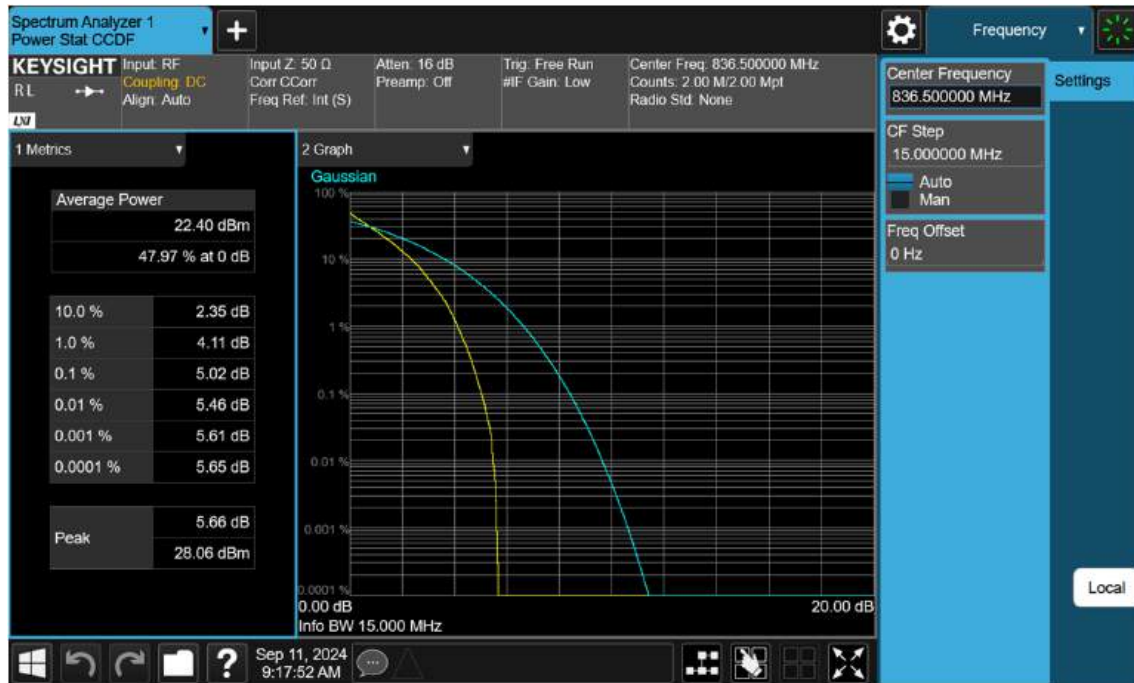 Spectrum Analyzer 1
Power Stat CCDF
Frequency
KEYSIGHT
RL
LXI
Input: RF
Coupling: DC
Align: Auto
Input Z: 50 Ω
Corr CCorr
Freq Ref: Int (S)
Atten: 16 dB
Preamp: Off
Trig: Free Run
#IF Gain: Low
Center Freq: 836.500000 MHz
Counts: 2.00 M/2.00 Mpt
Radio Std: None
Center Frequency
836.500000 MHz
Settings
CF Step
15.000000 MHz
Auto
Man
Freq Offset
0 Hz
Local
1 Metrics
Average Power
22.40 dBm
47.97 % at 0 dB
10.0 % 2.35 dB
1.0 % 4.11 dB
0.1 % 5.02 dB
0.01 % 5.46 dB
0.001 % 5.61 dB
0.0001 % 5.65 dB
Peak
5.66 dB
28.06 dBm
2 Graph
Gaussian
100 %
10 %
1 %
0.1 %
0.01 %
0.001 %
0.0001 %
0.00 dB 20.00 dB
Info BW 15.000 MHz
Sep 11, 2024
9:17:52 AM